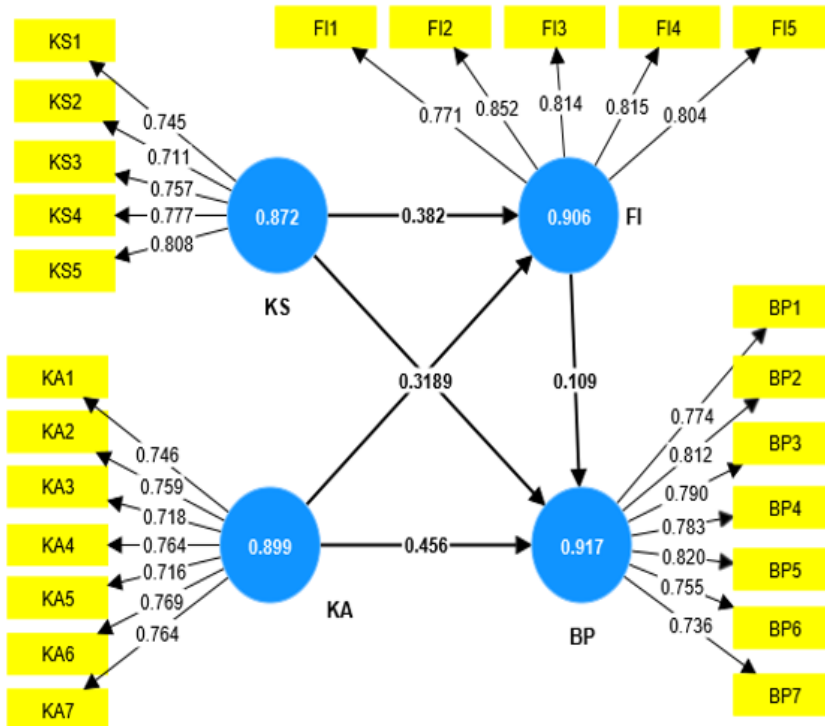 KS1
KS2
KS3
KS4
KS5
0.745
0.711
0.757
0.777
0.808
0.872
KS
FI1
FI2
FI3
FI4
FI5
0.771
0.852
0.814
0.815
0.804
0.906
FI
0.382
0.3189
0.109
KA1
KA2
KA3
KA4
KA5
KA6
KA7
0.746
0.759
0.718
0.764
0.716
0.769
0.764
0.899
KA
0.456
0.917
BP
0.774
0.812
0.790
0.783
0.820
0.755
0.736
BP1
BP2
BP3
BP4
BP5
BP6
BP7